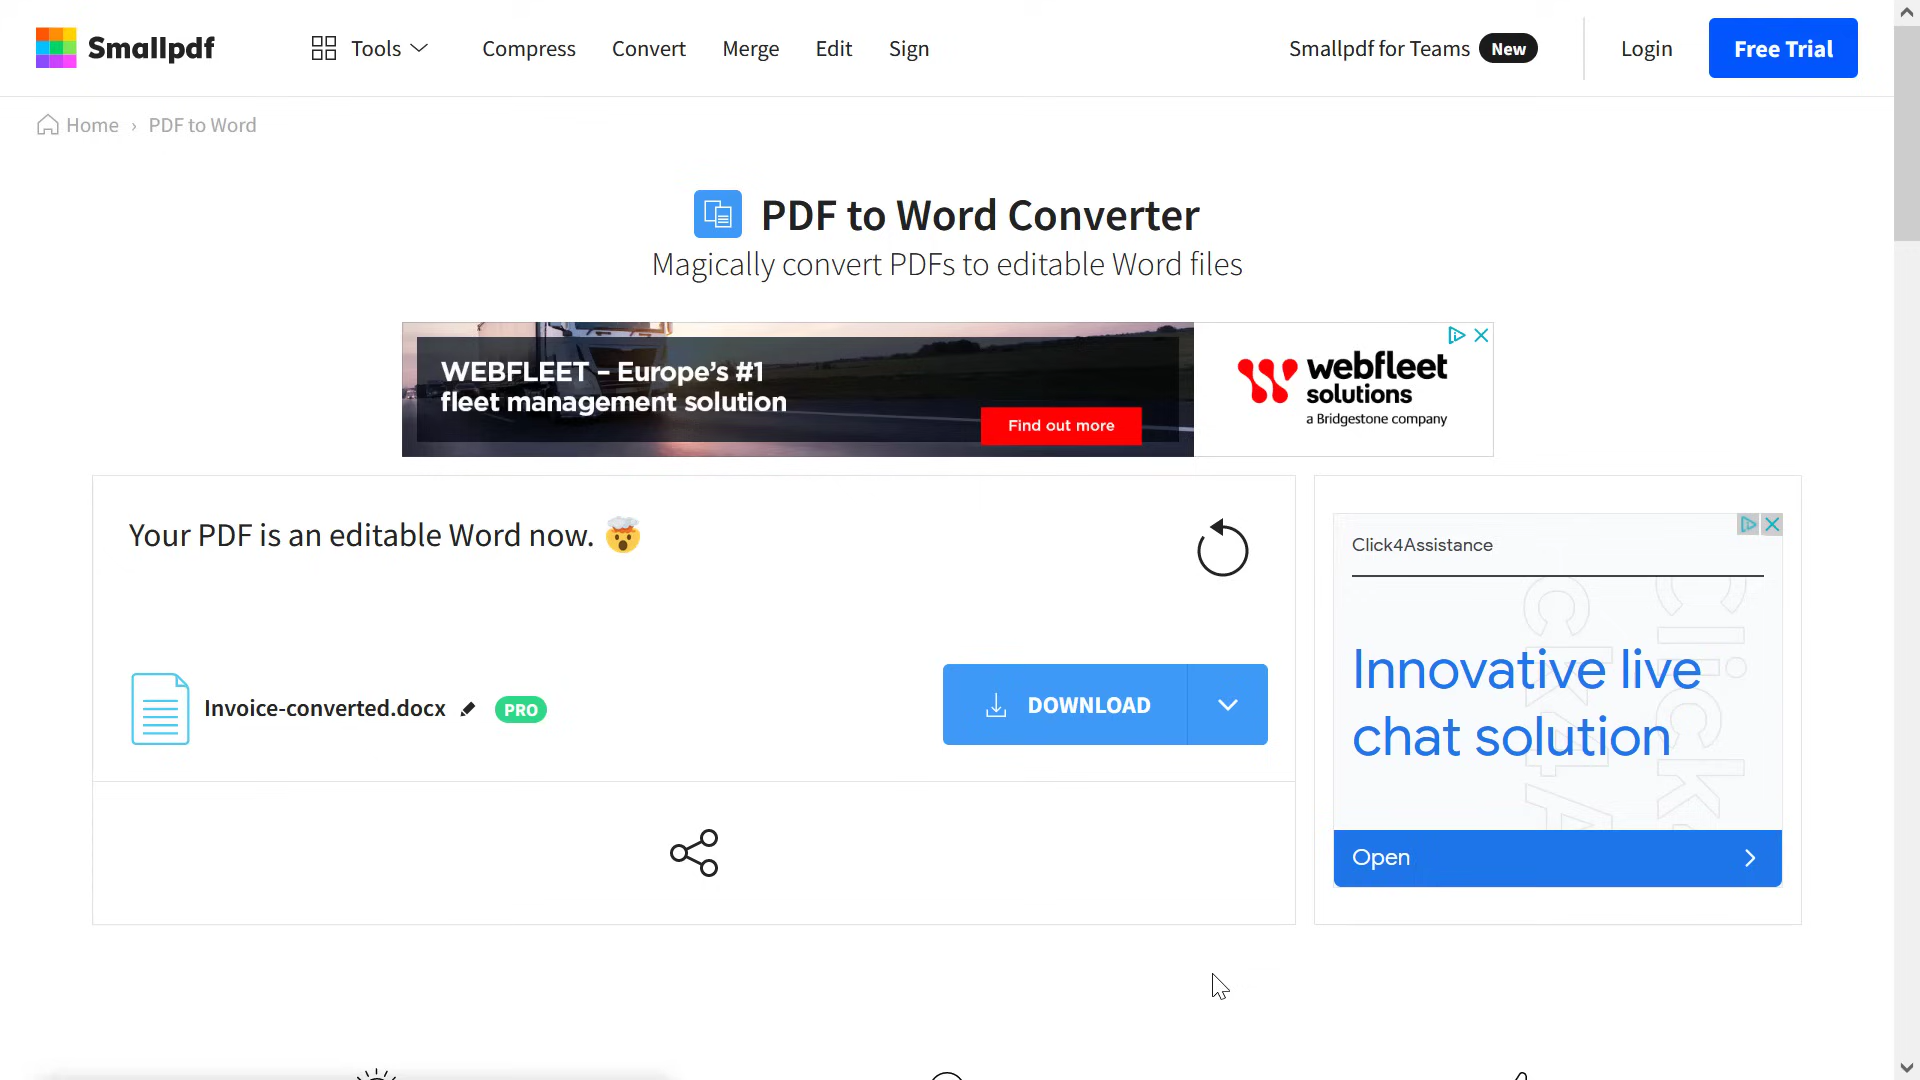 Smallpdf
Tools
Compress
Convert
Merge
Edit
Sign
Smallpdf for Teams New
Login
Free Trial
Home › PDF to Word
PDF to Word Converter
Magically convert PDFs to editable Word files
WEBFLEET – Europe's #1
fleet management solution
Find out more
webfleet
solutions
a Bridgestone company
Your PDF is an editable Word now. 🤯
Invoice-converted.docx
PRO
DOWNLOAD
Click4Assistance
Innovative live
chat solution
Open